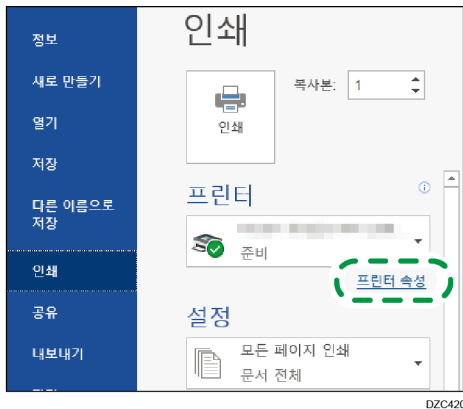 정보
새로 만들기
열기
저장
다른 이름으로
저장
인쇄
공유
내보내기
인쇄
인쇄
복사본:
1
프린터
준비
프린터 속성
설정
모든 페이지 인쇄
문서 전체
DZC420